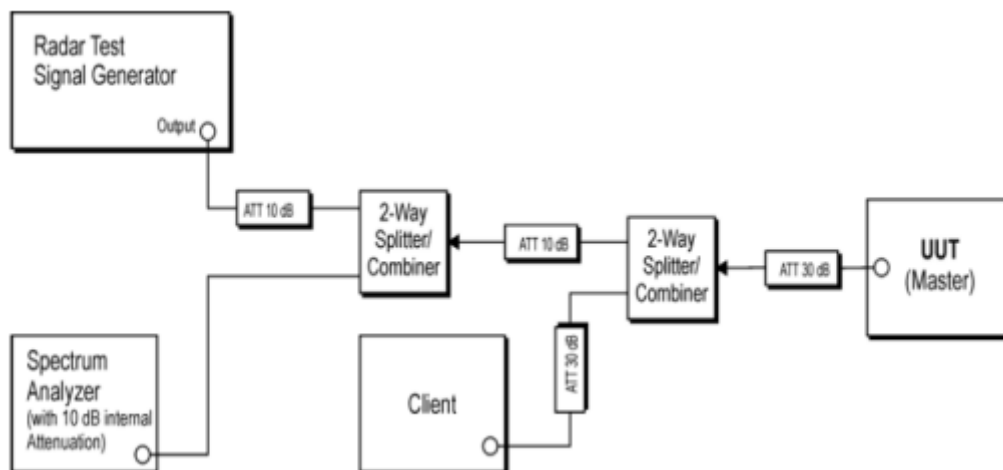 Radar Test
Signal Generator
Output
ATT 10 dB
2-Way
Splitter/
Combiner
ATT 10 dB
2-Way
Splitter/
Combiner
ATT 30 dB
UUT
(Master)
Spectrum
Analyzer
(with 10 dB internal
Attenuation)
Client
ATT 30 dB